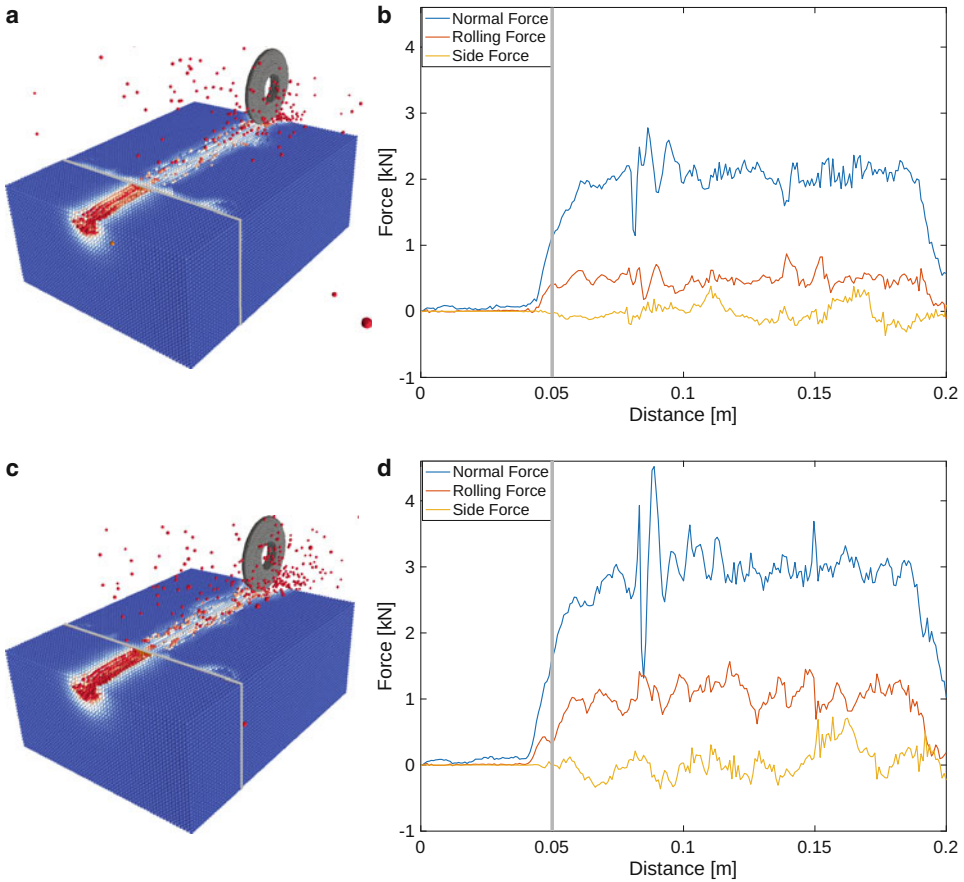 a
b
Normal Force
Rolling Force
Side Force
4
3
2
1
0
-1
Force [kN]
0
0.05
0.1
0.15
0.2
Distance [m]
c
d
Normal Force
Rolling Force
Side Force
4
3
2
1
0
-1
Force [kN]
0
0.05
0.1
0.15
0.2
Distance [m]